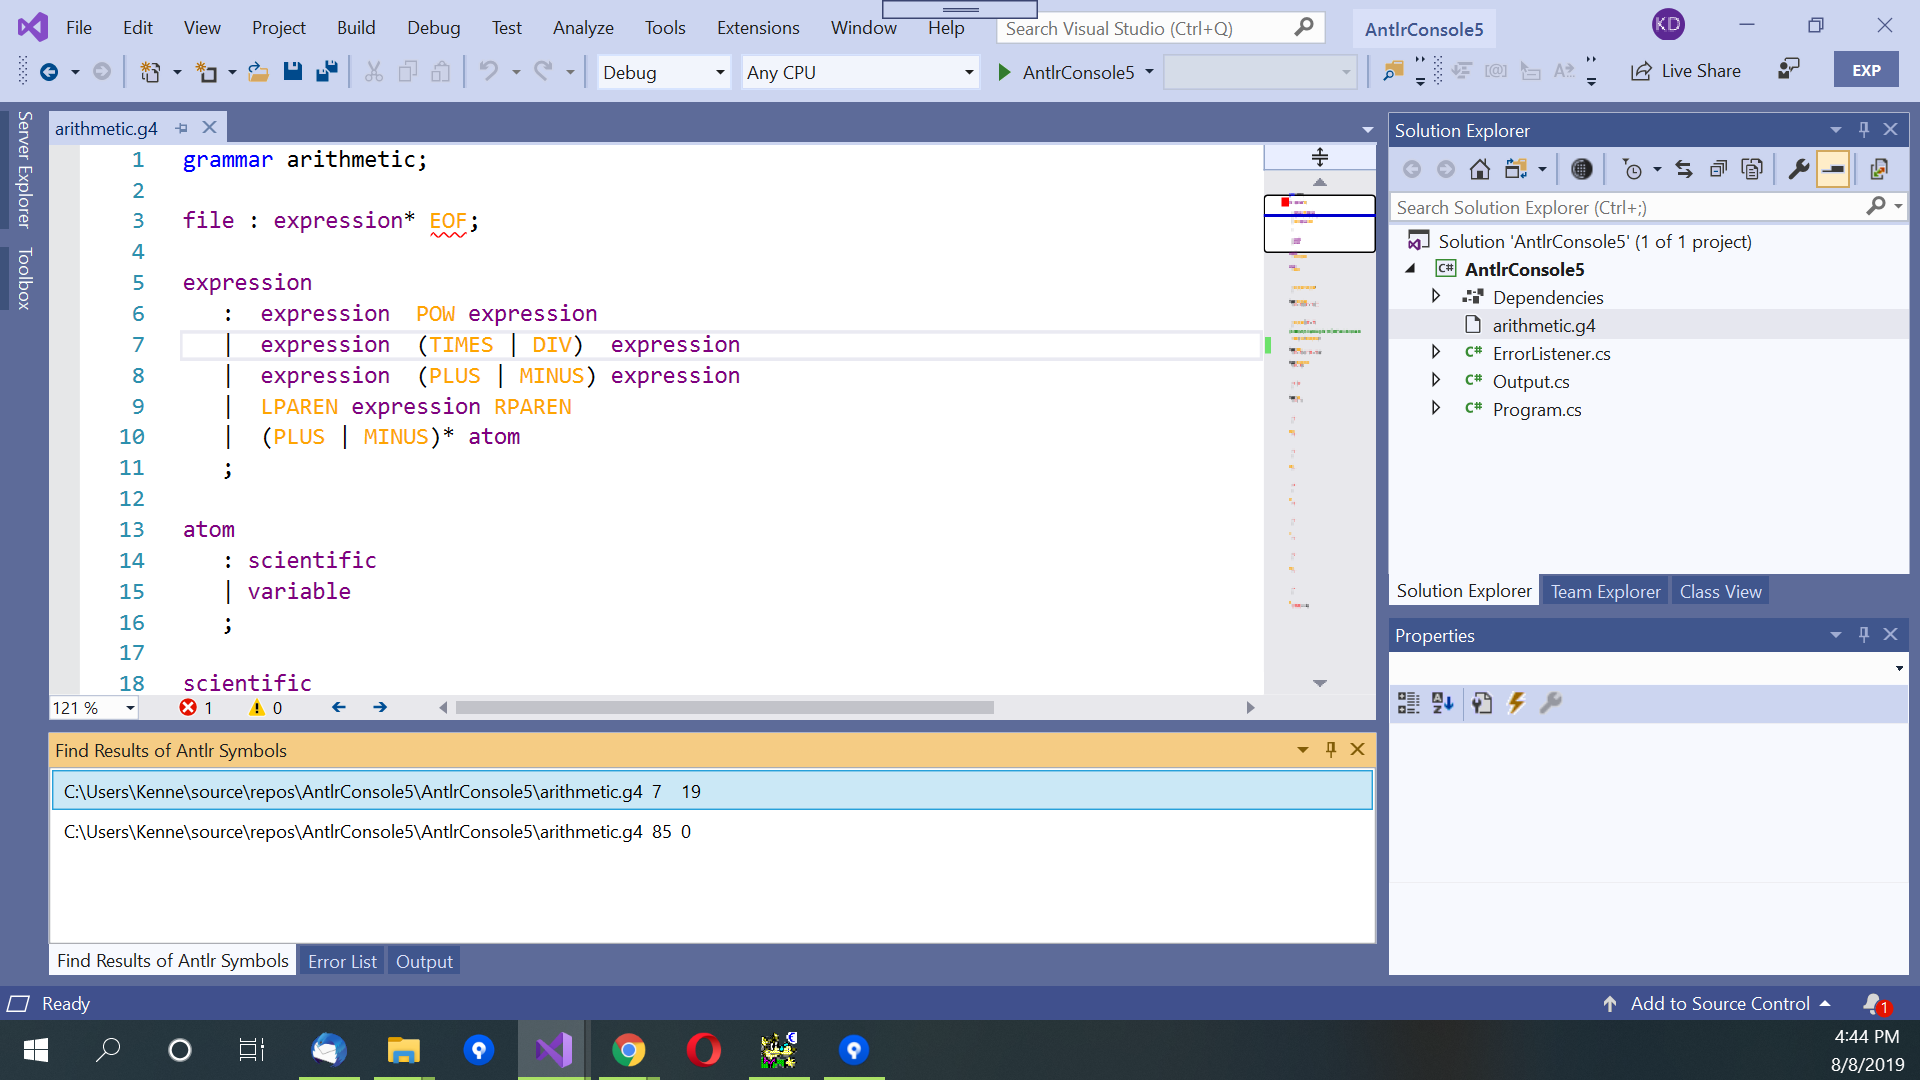 File Edit View Project Build Debug Test Analyze Tools Extensions Window Help Search Visual Studio (Ctrl+Q) AntlrConsole5 KD
Debug Any CPU AntlrConsole5 Live Share EXP
Server Explorer
Toolbox
arithmetic.g4
1 grammar arithmetic;
2
3 file : expression* EOF;
4
5 expression
6 : expression POW expression
7 | expression (TIMES | DIV) expression
8 | expression (PLUS | MINUS) expression
9 | LPAREN expression RPAREN
10 | (PLUS | MINUS)* atom
11 ;
12
13 atom
14 : scientific
15 | variable
16 ;
17
18 scientific
121 % 1 0
Find Results of Antlr Symbols
C:\Users\Kenne\source\repos\AntlrConsole5\AntlrConsole5\arithmetic.g4 7 19
C:\Users\Kenne\source\repos\AntlrConsole5\AntlrConsole5\arithmetic.g4 85 0
Find Results of Antlr Symbols Error List Output
Solution Explorer
Search Solution Explorer (Ctrl+;)
Solution 'AntlrConsole5' (1 of 1 project)
C# AntlrConsole5
Dependencies
arithmetic.g4
C# ErrorListener.cs
C# Output.cs
C# Program.cs
Solution Explorer Team Explorer Class View
Properties
Ready Add to Source Control 1
4:44 PM
8/8/2019